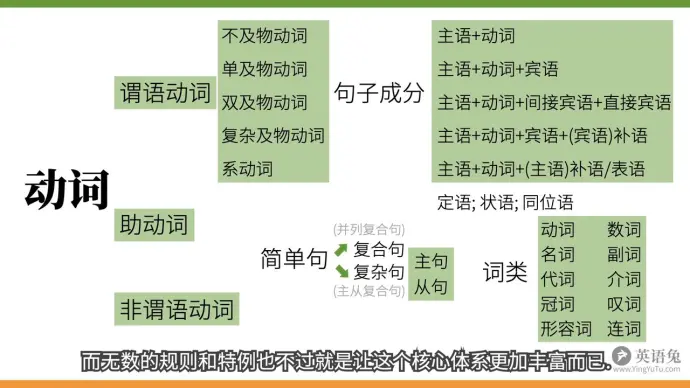 动词
谓语动词
助动词
非谓语动词
不及物动词
单及物动词
双及物动词
复杂及物动词
系动词
句子成分
主语+动词
主语+动词+宾语
主语+动词+间接宾语+直接宾语
主语+动词+宾语+(宾语)补语
主语+动词+(主语)补语/表语
定语; 状语; 同位语
简单句
(并列复合句)
复合句
复杂句
(主从复合句)
主句
从句
词类
动词 数词
名词 副词
代词 介词
冠词 叹词
形容词 连词
而无数的规则和特例也不过就是让这个核心体系更加丰富而已。
英语兔
www.YingYuTu.com